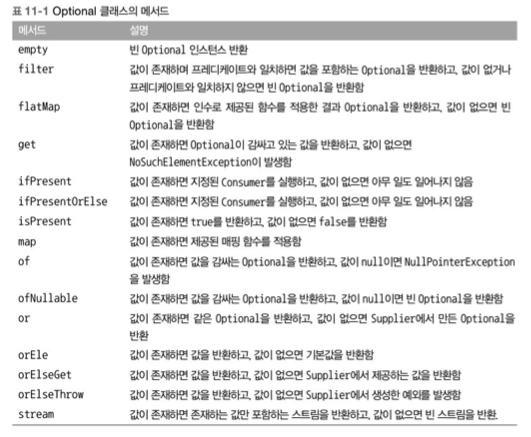 표 11-1 Optional 클래스의 메서드
메서드 설명
empty 빈 Optional 인스턴스 반환
filter 값이 존재하며 프레디케이트와 일치하면 값을 포함하는 Optional을 반환하고, 값이 없거나
프레디케이트와 일치하지 않으면 빈 Optional을 반환함
flatMap 값이 존재하면 인수로 제공된 함수를 적용한 결과 Optional을 반환하고, 값이 없으면 빈
Optional을 반환함
get 값이 존재하면 Optional이 감싸고 있는 값을 반환하고, 값이 없으면
NoSuchElementException이 발생함
ifPresent 값이 존재하면 지정된 Consumer를 실행하고, 값이 없으면 아무 일도 일어나지 않음
ifPresentOrElse 값이 존재하면 지정된 Consumer를 실행하고, 값이 없으면 아무 일도 일어나지 않음
isPresent 값이 존재하면 true를 반환하고, 값이 없으면 false를 반환함
map 값이 존재하면 제공된 매핑 함수를 적용함
of 값이 존재하면 값을 감싸는 Optional을 반환하고, 값이 null이면 NullPointerException
을 발생함
ofNullable 값이 존재하면 값을 감싸는 Optional을 반환하고, 값이 null이면 빈 Optional을 반환함
or 값이 존재하면 같은 Optional을 반환하고, 값이 없으면 Supplier에서 만든 Optional을
반환
orEle 값이 존재하면 값을 반환하고, 값이 없으면 기본값을 반환함
orElseGet 값이 존재하면 값을 반환하고, 값이 없으면 Supplier에서 제공하는 값을 반환함
orElseThrow 값이 존재하면 값을 반환하고, 값이 없으면 Supplier에서 생성한 예외를 발생함
stream 값이 존재하면 존재하는 값만 포함하는 스트림을 반환하고, 값이 없으면 빈 스트림을 반환.